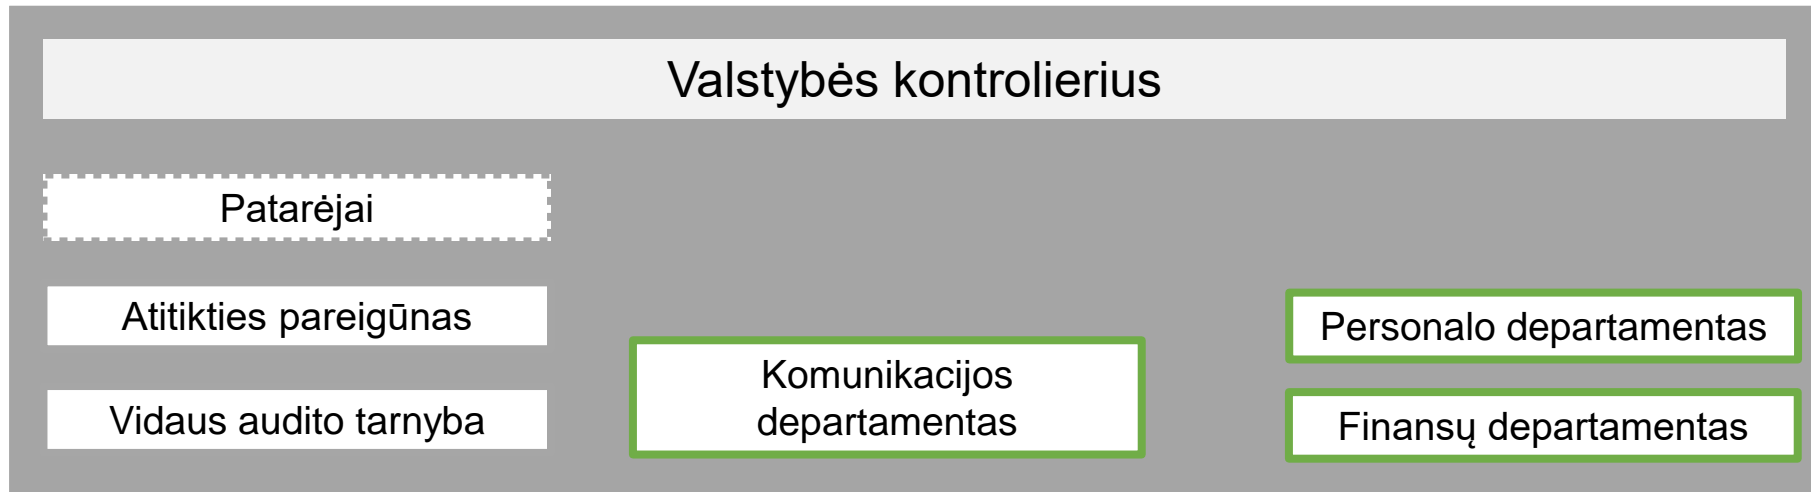 Valstybės kontrolierius
Patarėjai
Atitikties pareigūnas
Vidaus audito tarnyba
Komunikacijos
departamentas
Personalo departamentas
Finansų departamentas